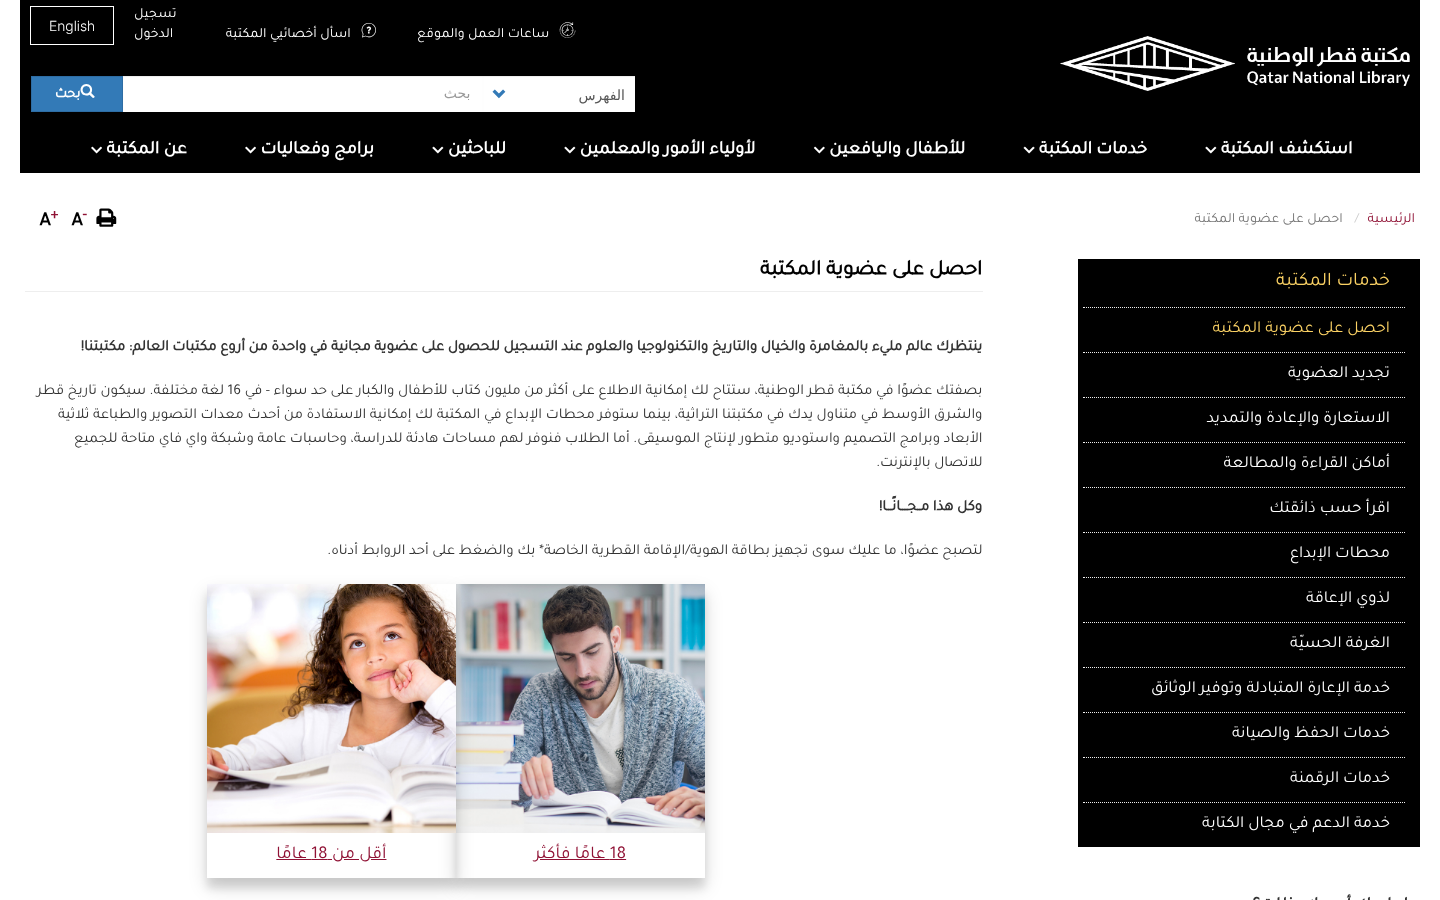 مكتبة قطر الوطنية
Qatar National Library
ساعات العمل والموقع
اسأل أخصائيي المكتبة
تسجيل
الدخول
English
الفهرس
بحث
بحث
استكشف المكتبة
خدمات المكتبة
للأطفال واليافعين
لأولياء الأمور والمعلمين
للباحثين
برامج وفعاليات
عن المكتبة
الرئيسية / احصل على عضوية المكتبة
A- A+
خدمات المكتبة
احصل على عضوية المكتبة
تجديد العضوية
الاستعارة والإعادة والتمديد
أماكن القراءة والمطالعة
اقرأ حسب ذائقتك
محطات الإبداع
لذوي الإعاقة
الغرفة الحسيّة
خدمة الإعارة المتبادلة وتوفير الوثائق
خدمات الحفظ والصيانة
خدمات الرقمنة
خدمة الدعم في مجال الكتابة
احصل على عضوية المكتبة
ينتظرك عالم مليء بالمغامرة والخيال والتاريخ والتكنولوجيا والعلوم عند التسجيل للحصول على عضوية مجانية في واحدة من أروع مكتبات العالم: مكتبتنا!
بصفتك عضوًا في مكتبة قطر الوطنية، ستتاح لك إمكانية الاطلاع على أكثر من مليون كتاب للأطفال والكبار على حد سواء - في 16 لغة مختلفة. سيكون تاريخ قطر
والشرق الأوسط في متناول يدك في مكتبتنا التراثية، بينما ستوفر محطات الإبداع في المكتبة لك إمكانية الاستفادة من أحدث معدات التصوير والطباعة ثلاثية
الأبعاد وبرامج التصميم واستوديو متطور لإنتاج الموسيقى. أما الطلاب فنوفر لهم مساحات هادئة للدراسة، وحاسبات عامة وشبكة واي فاي متاحة للجميع
للاتصال بالإنترنت.
وكل هذا مــجـــانًــا!
لتصبح عضوًا، ما عليك سوى تجهيز بطاقة الهوية/الإقامة القطرية الخاصة* بك والضغط على أحد الروابط أدناه.
18 عامًا فأكثر
أقل من 18 عامًا